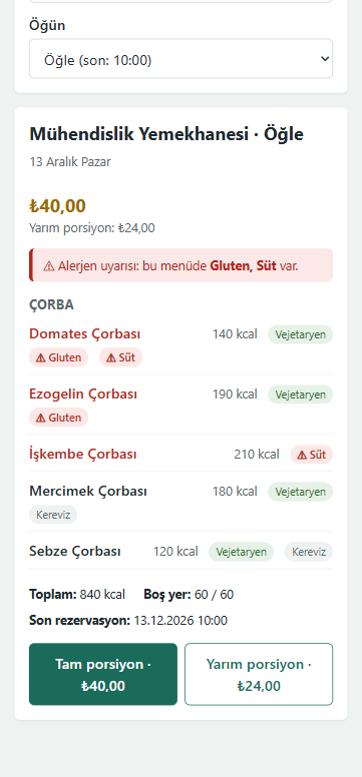 Öğün
Öğle (son: 10:00)
Mühendislik Yemekhanesi · Öğle
13 Aralık Pazar
₺40,00
Yarım porsiyon: ₺24,00
⚠ Alerjen uyarısı: bu menüde Gluten, Süt var.
ÇORBA
Domates Çorbası 140 kcal Vejetaryen
⚠ Gluten ⚠ Süt
Ezogelin Çorbası 190 kcal Vejetaryen
⚠ Gluten
İşkembe Çorbası 210 kcal ⚠ Süt
Mercimek Çorbası 180 kcal Vejetaryen
Kereviz
Sebze Çorbası 120 kcal Vejetaryen Kereviz
Toplam: 840 kcal Boş yer: 60 / 60
Son rezervasyon: 13.12.2026 10:00
Tam porsiyon ·
₺40,00
Yarım porsiyon ·
₺24,00